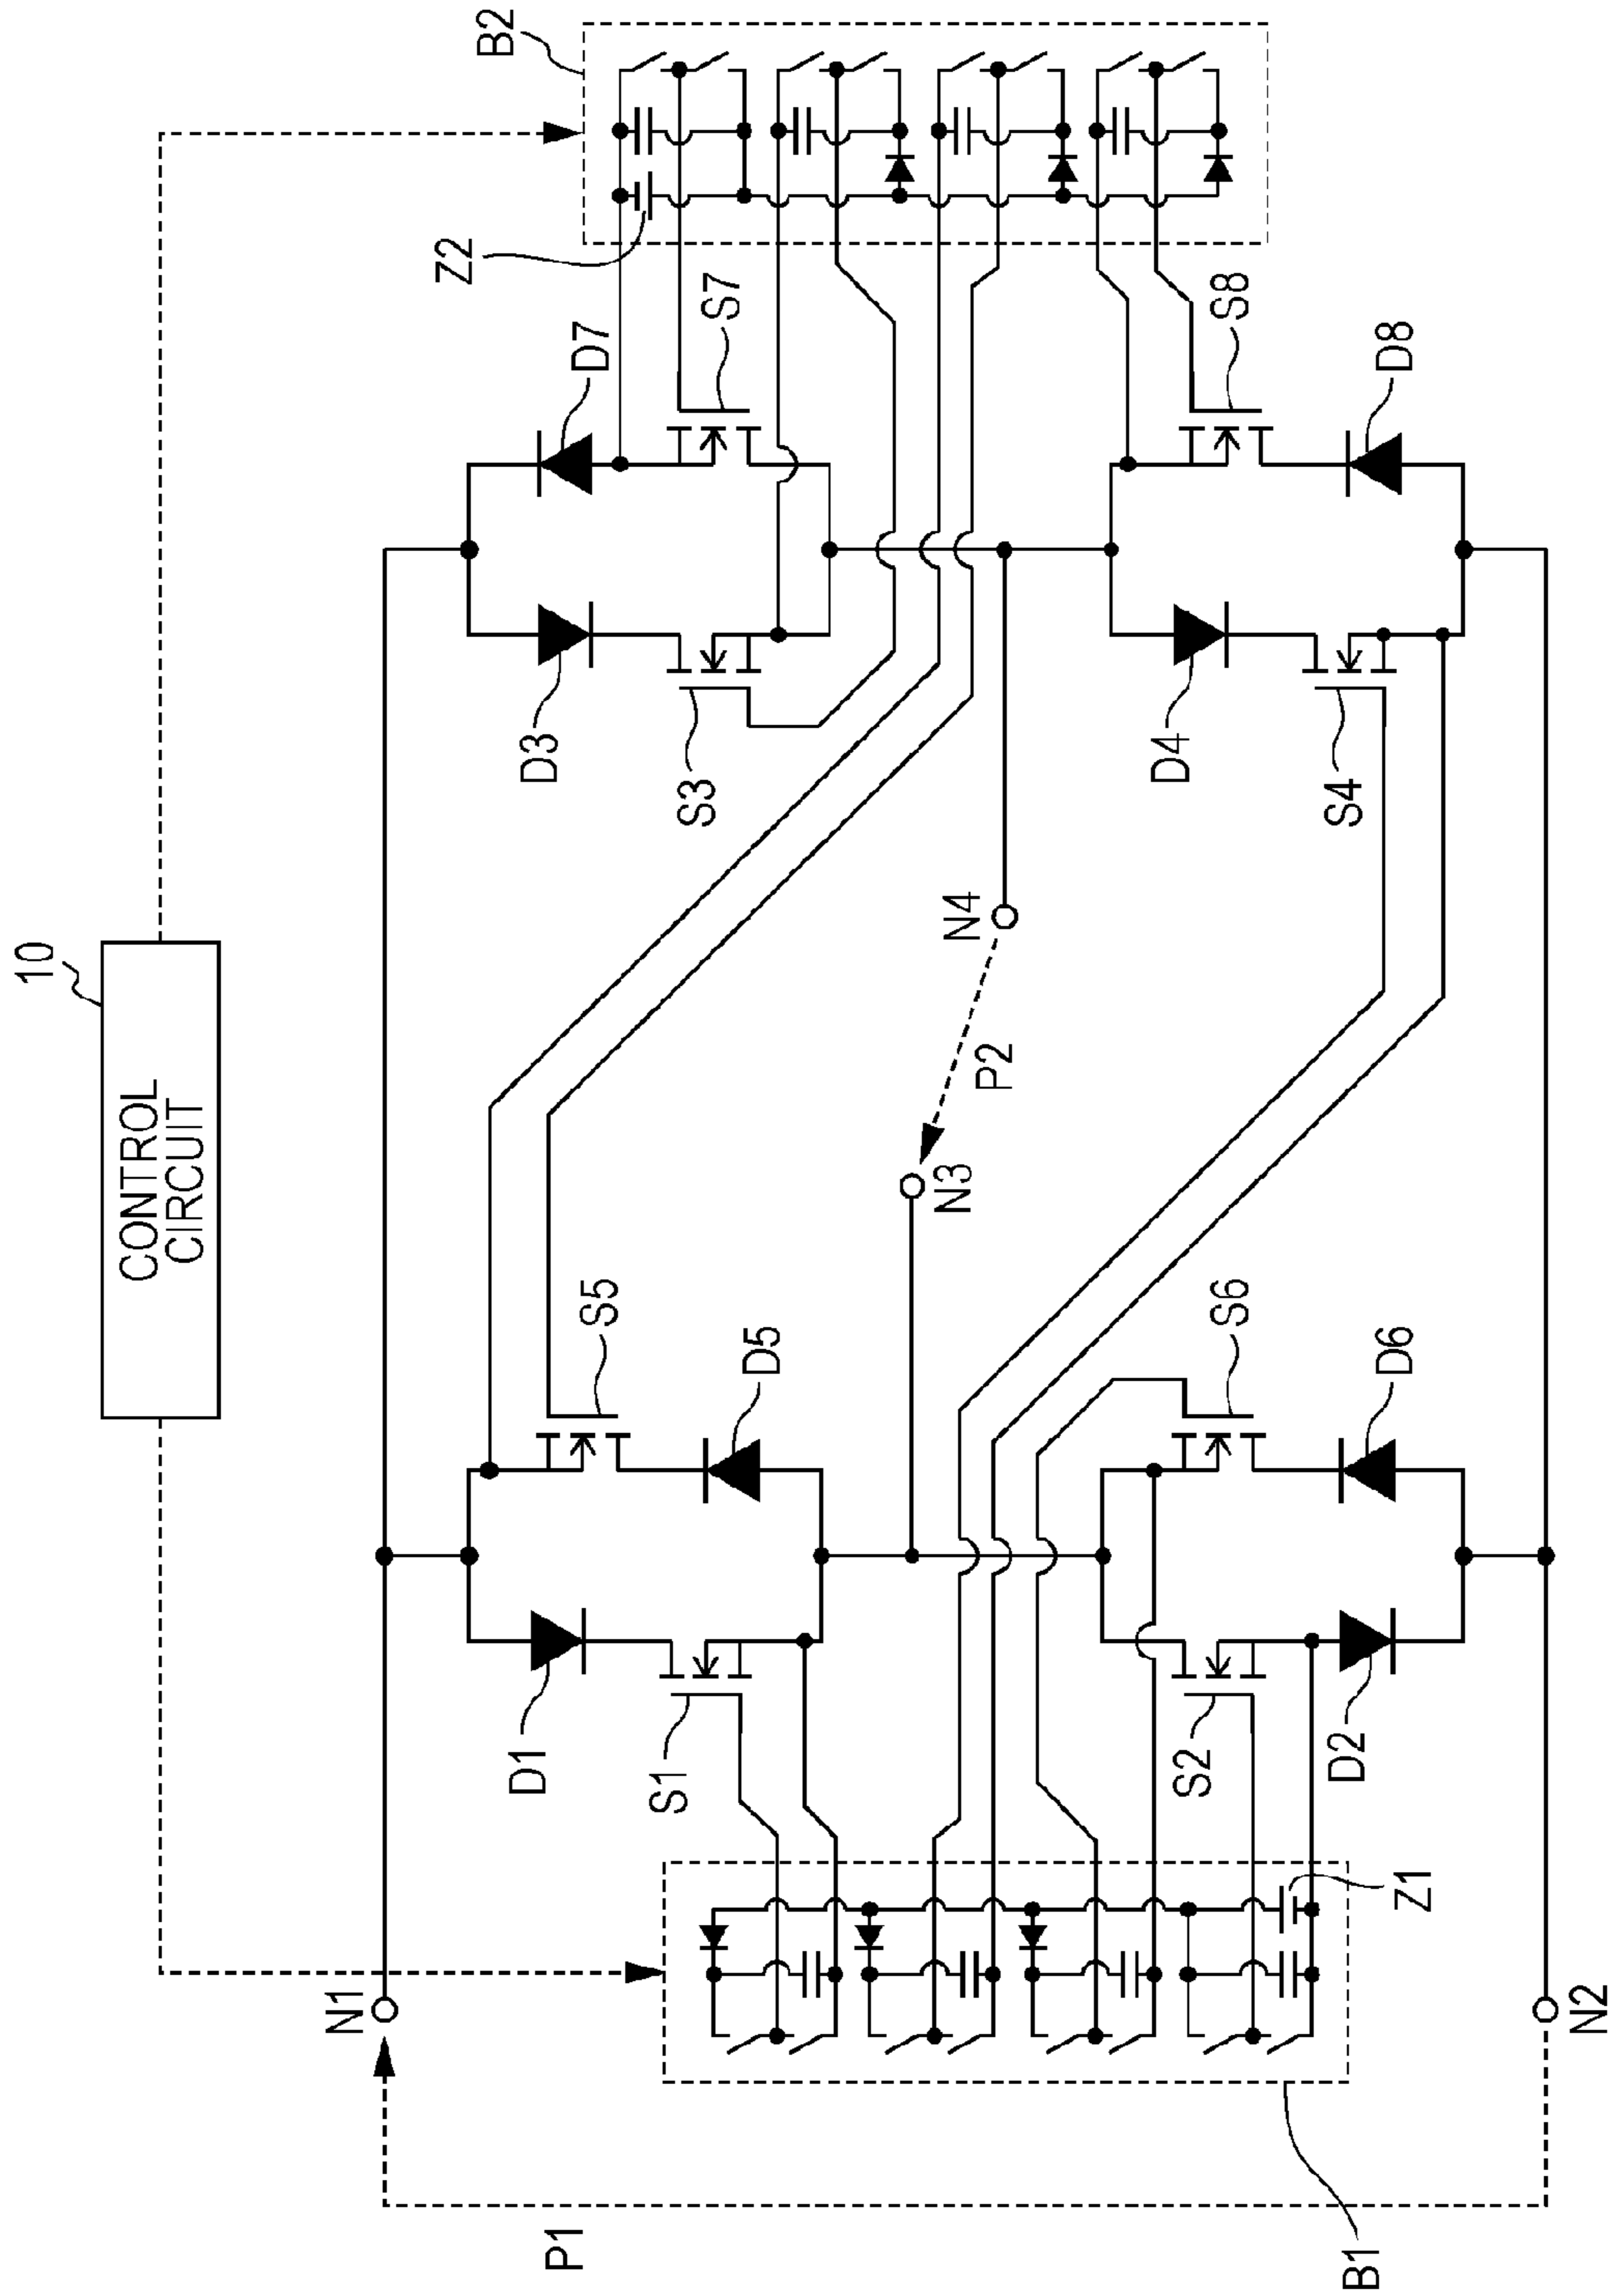 10
CONTROL
CIRCUIT
B2
Z2
D7
S7
D3
S3
S8
D8
D4
S4
N4
P2
N3
S5
D5
S6
D6
D1
S1
S2
D2
Z1
N1
N2
P1
B1